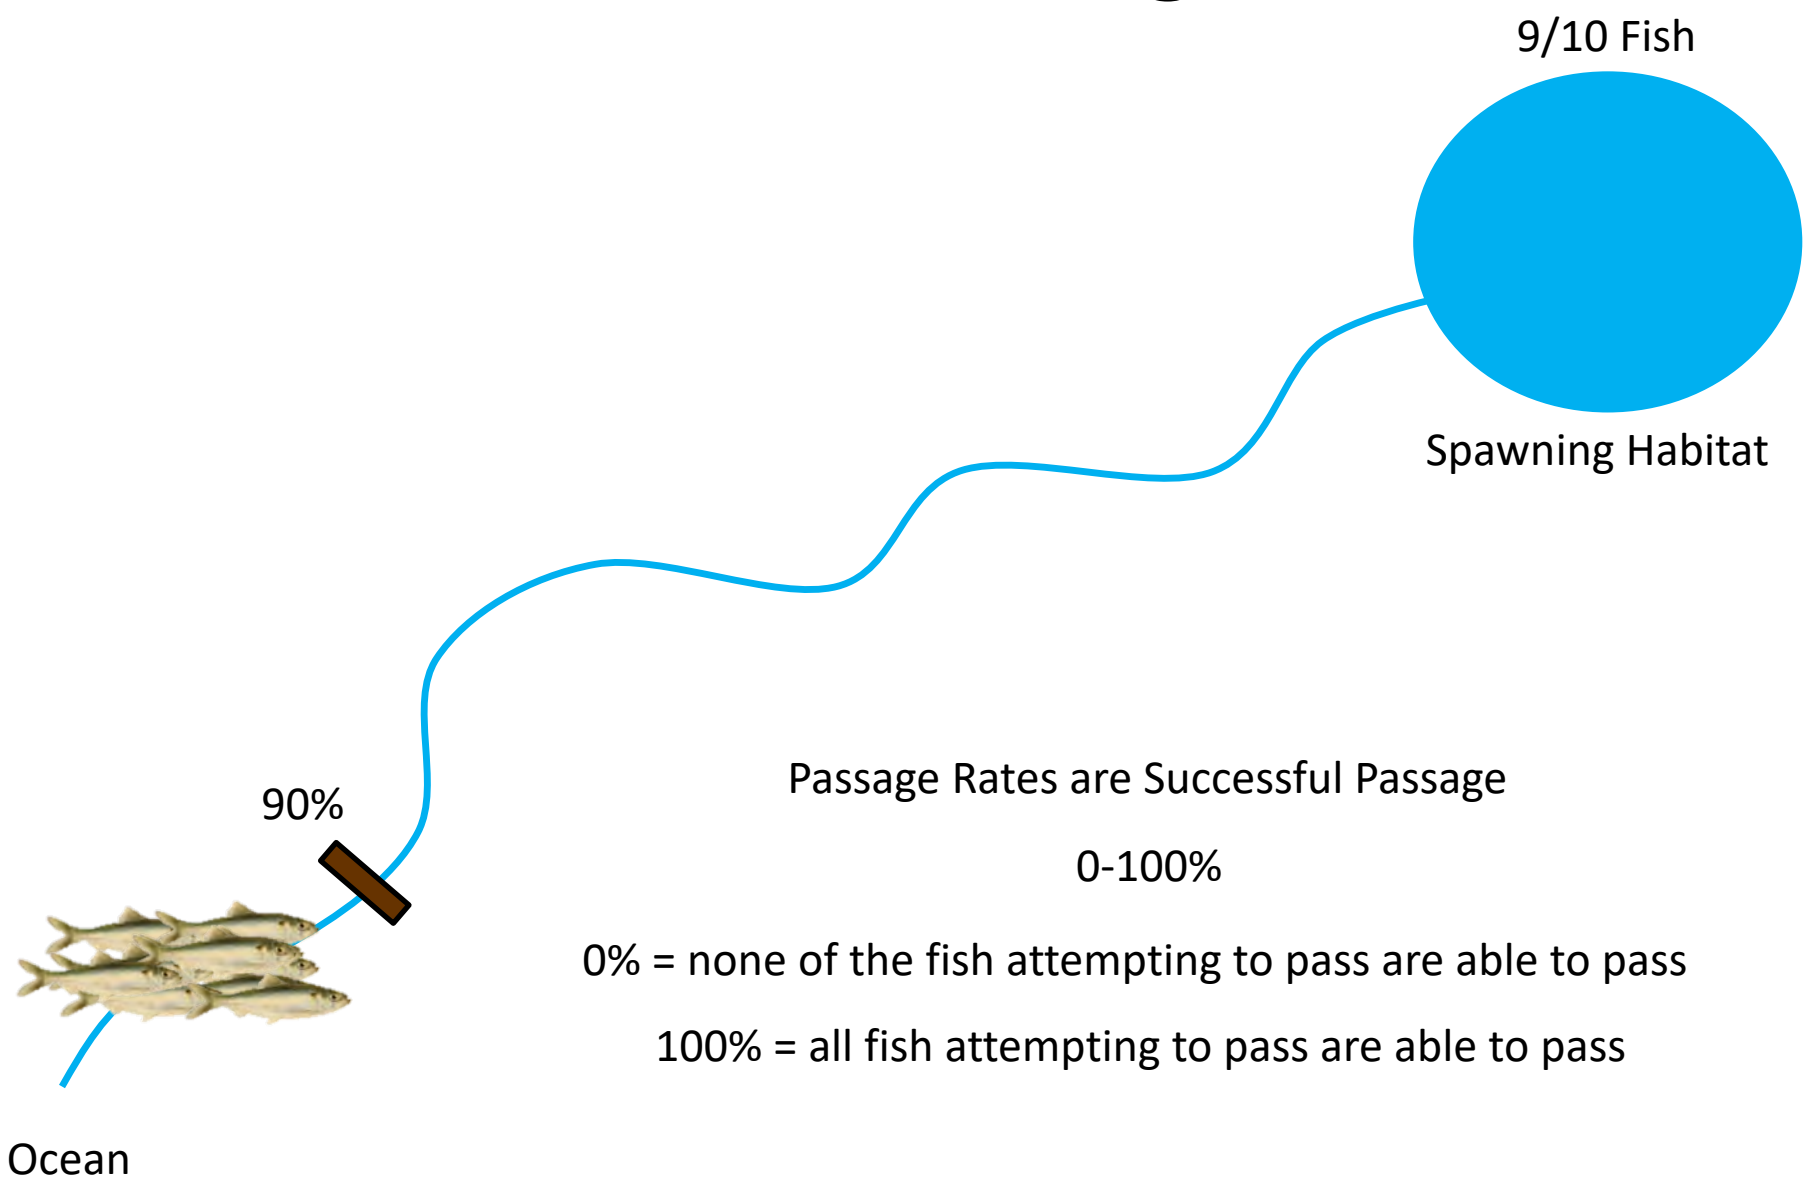 9/10 Fish
Spawning Habitat
90%
Passage Rates are Successful Passage
0-100%
0% = none of the fish attempting to pass are able to pass
100% = all fish attempting to pass are able to pass
Ocean